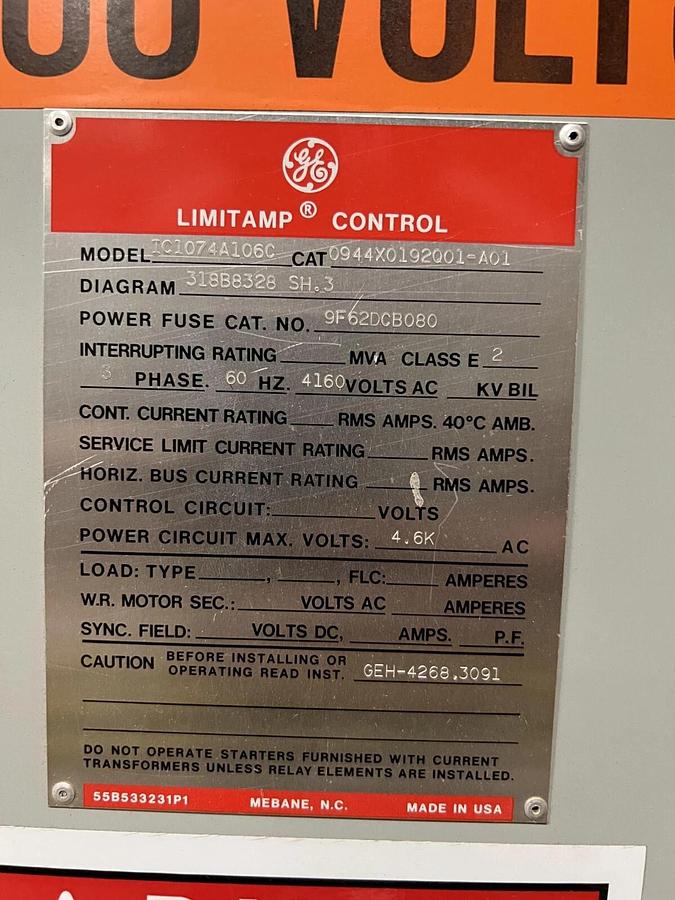 00 VOLT
GE
LIMITAMP ® CONTROL
MODEL IC1074A106C CAT 0944X0192001-A01
DIAGRAM 318B8328 SH.3
POWER FUSE CAT. NO. 9F62DCB080
INTERRUPTING RATING MVA CLASS E 2
3 PHASE. 60 HZ. 4160 VOLTS AC KV BIL
CONT. CURRENT RATING RMS AMPS. 40°C AMB.
SERVICE LIMIT CURRENT RATING RMS AMPS.
HORIZ. BUS CURRENT RATING RMS AMPS.
CONTROL CIRCUIT: VOLTS
POWER CIRCUIT MAX. VOLTS: 4.6K AC
LOAD: TYPE , , FLC: AMPERES
W.R. MOTOR SEC.: VOLTS AC AMPERES
SYNC. FIELD: VOLTS DC, AMPS. P.F.
CAUTION BEFORE INSTALLING OR
OPERATING READ INST. GEH-4268,3091
DO NOT OPERATE STARTERS FURNISHED WITH CURRENT
TRANSFORMERS UNLESS RELAY ELEMENTS ARE INSTALLED.
55B533231P1 MEBANE, N.C. MADE IN USA